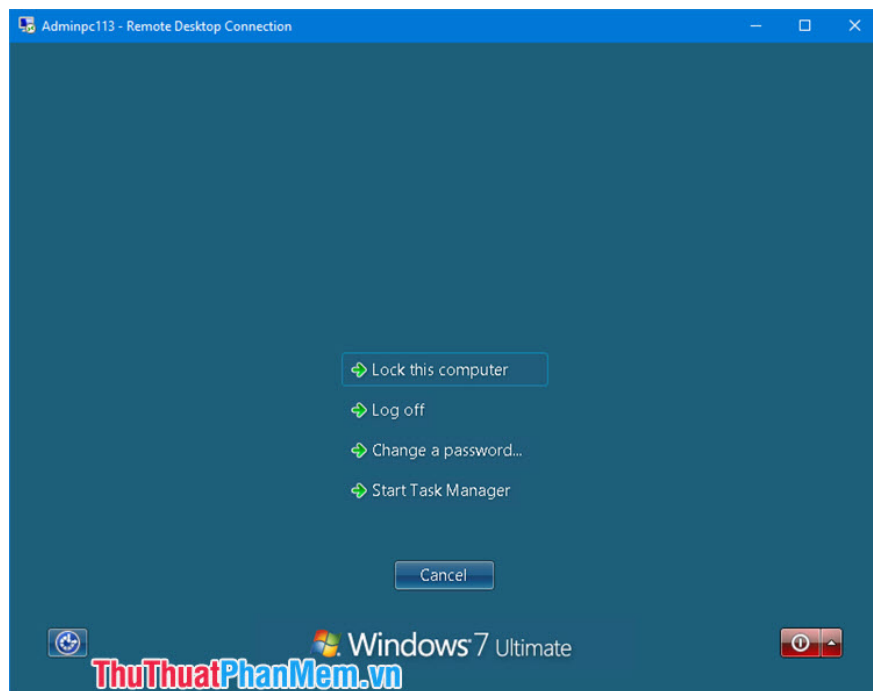 Adminpc113 - Remote Desktop Connection
Lock this computer
Log off
Change a password...
Start Task Manager
Cancel
Windows 7 Ultimate
ThuThuatPhanMem.vn